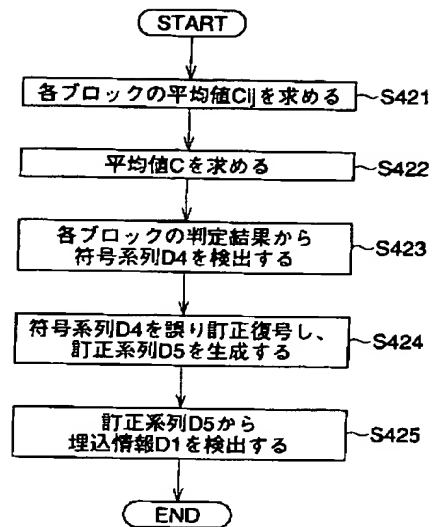 START
各ブロックの平均値Cijを求める
S421
平均値Cを求める
S422
各ブロックの判定結果から
符号系列D4を検出する
S423
符号系列D4を誤り訂正復号し、
訂正系列D5を生成する
S424
訂正系列D5から
埋込情報D1を検出する
S425
END